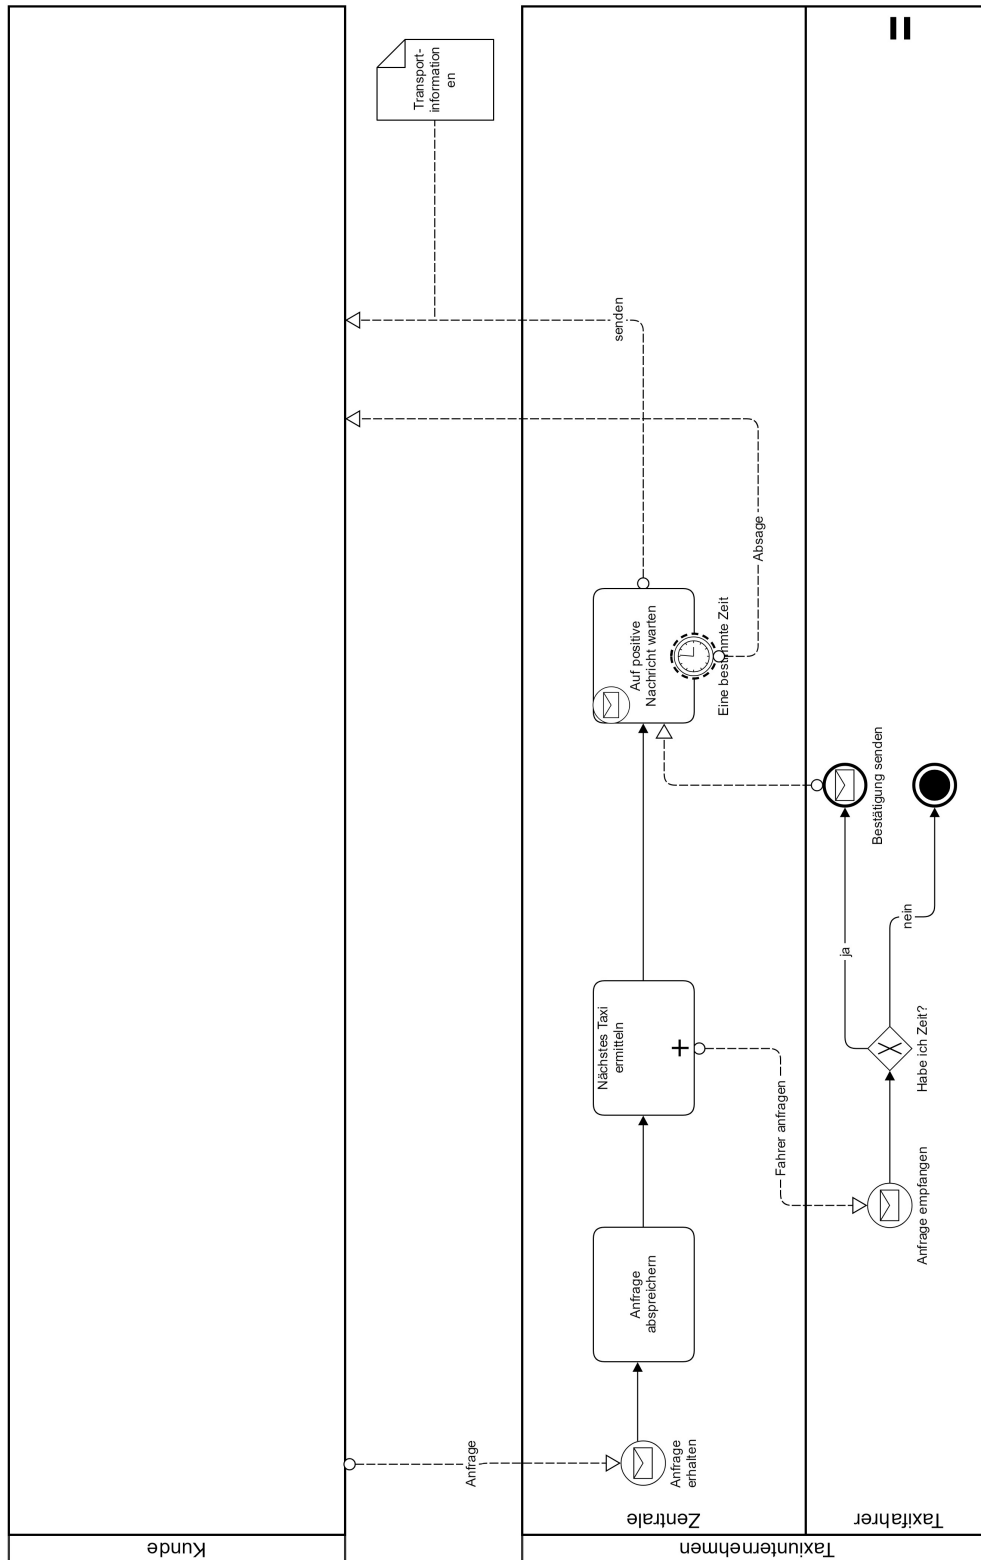 Kunde
Transport-
information
en
Anfrage
senden
Absage
Taxiunternehmen
Zentrale
Anfrage
erhalten
Anfrage
abspreichern
Nächstes Taxi
ermitteln
Auf positive
Nachricht warten
Eine bestimmte Zeit
Fahrer anfragen
Taxifahrer
Anfrage empfangen
Habe ich Zeit?
ja
nein
Bestätigung senden